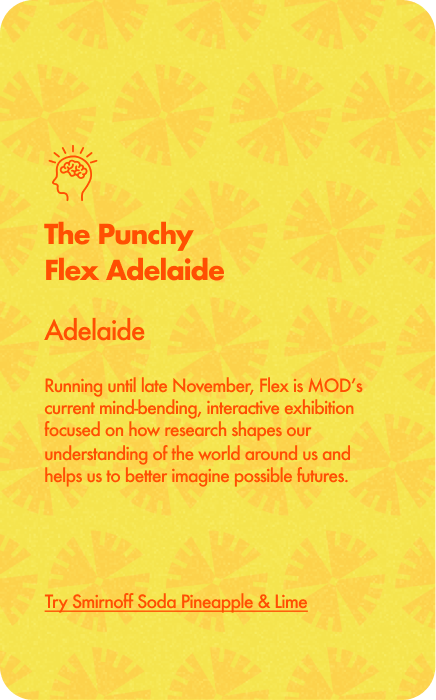 The Punchy
Flex Adelaide
Adelaide
Running until late November, Flex is MOD's
current mind-bending, interactive exhibition
focused on how research shapes our
understanding of the world around us and
helps us to better imagine possible futures.
Try Smirnoff Soda Pineapple & Lime